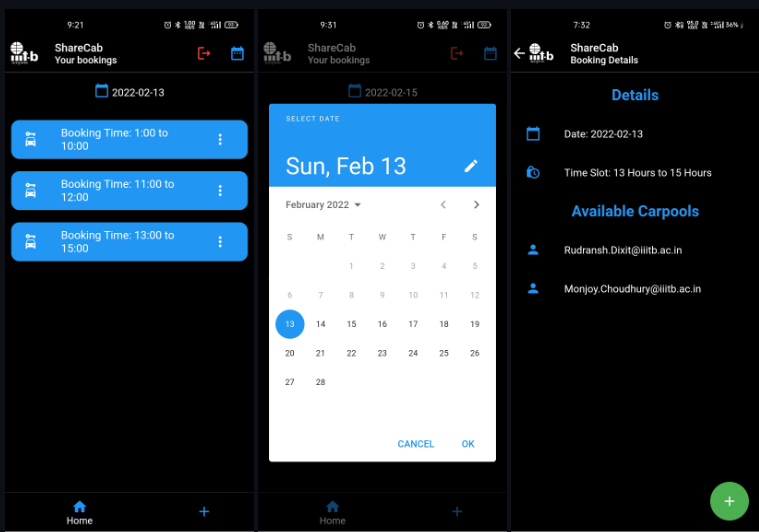 9:21
ShareCab
Your bookings
iiit-b
2022-02-13
Booking Time: 1:00 to
10:00
Booking Time: 11:00 to
12:00
Booking Time: 13:00 to
15:00
Home
9:31
ShareCab
Your bookings
iiit-b
2022-02-15
SELECT DATE
Sun, Feb 13
February 2022
S M T W T F S
1 2 3 4 5
6 7 8 9 10 11 12
13 14 15 16 17 18 19
20 21 22 23 24 25 26
27 28
CANCEL OK
Home
7:32
36%
ShareCab
Booking Details
iiit-b
Details
Date: 2022-02-13
Time Slot: 13 Hours to 15 Hours
Available Carpools
Rudransh.Dixit@iiitb.ac.in
Monjoy.Choudhury@iiitb.ac.in